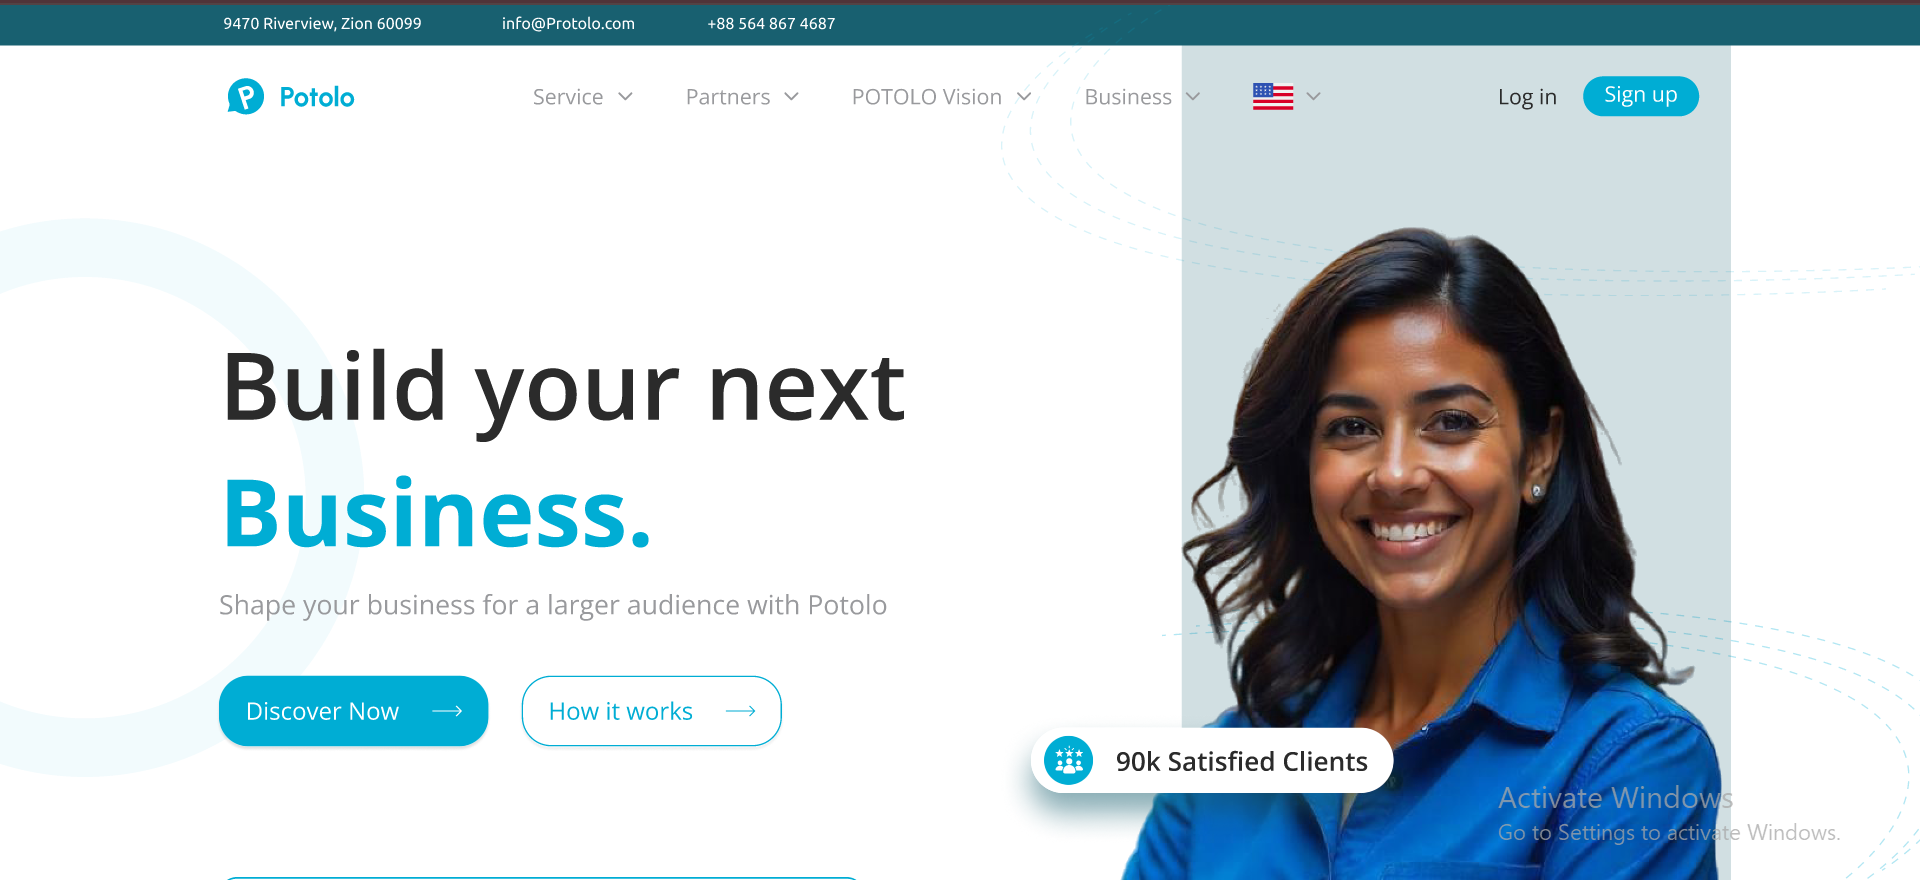 9470 Riverview, Zion 60099 info@Protolo.com +88 564 867 4687
P Potolo Service Partners POTOLO Vision Business Log in Sign up
Build your next
Business.
Shape your business for a larger audience with Potolo
Discover Now How it works
90k Satisfied Clients
Activate Windows
Go to Settings to activate Windows.